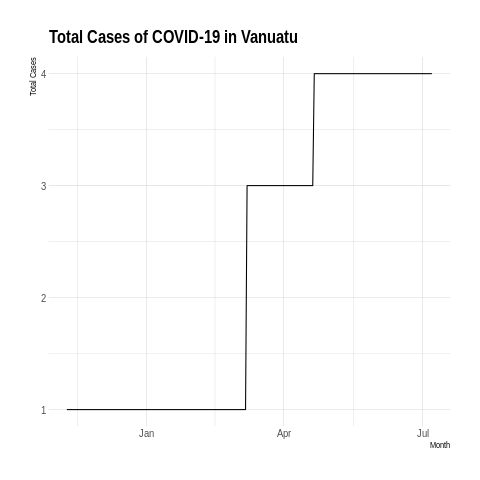 Total Cases of COVID-19 in Vanuatu
Total Cases
4
3
2
1
Jan Apr Jul
Month